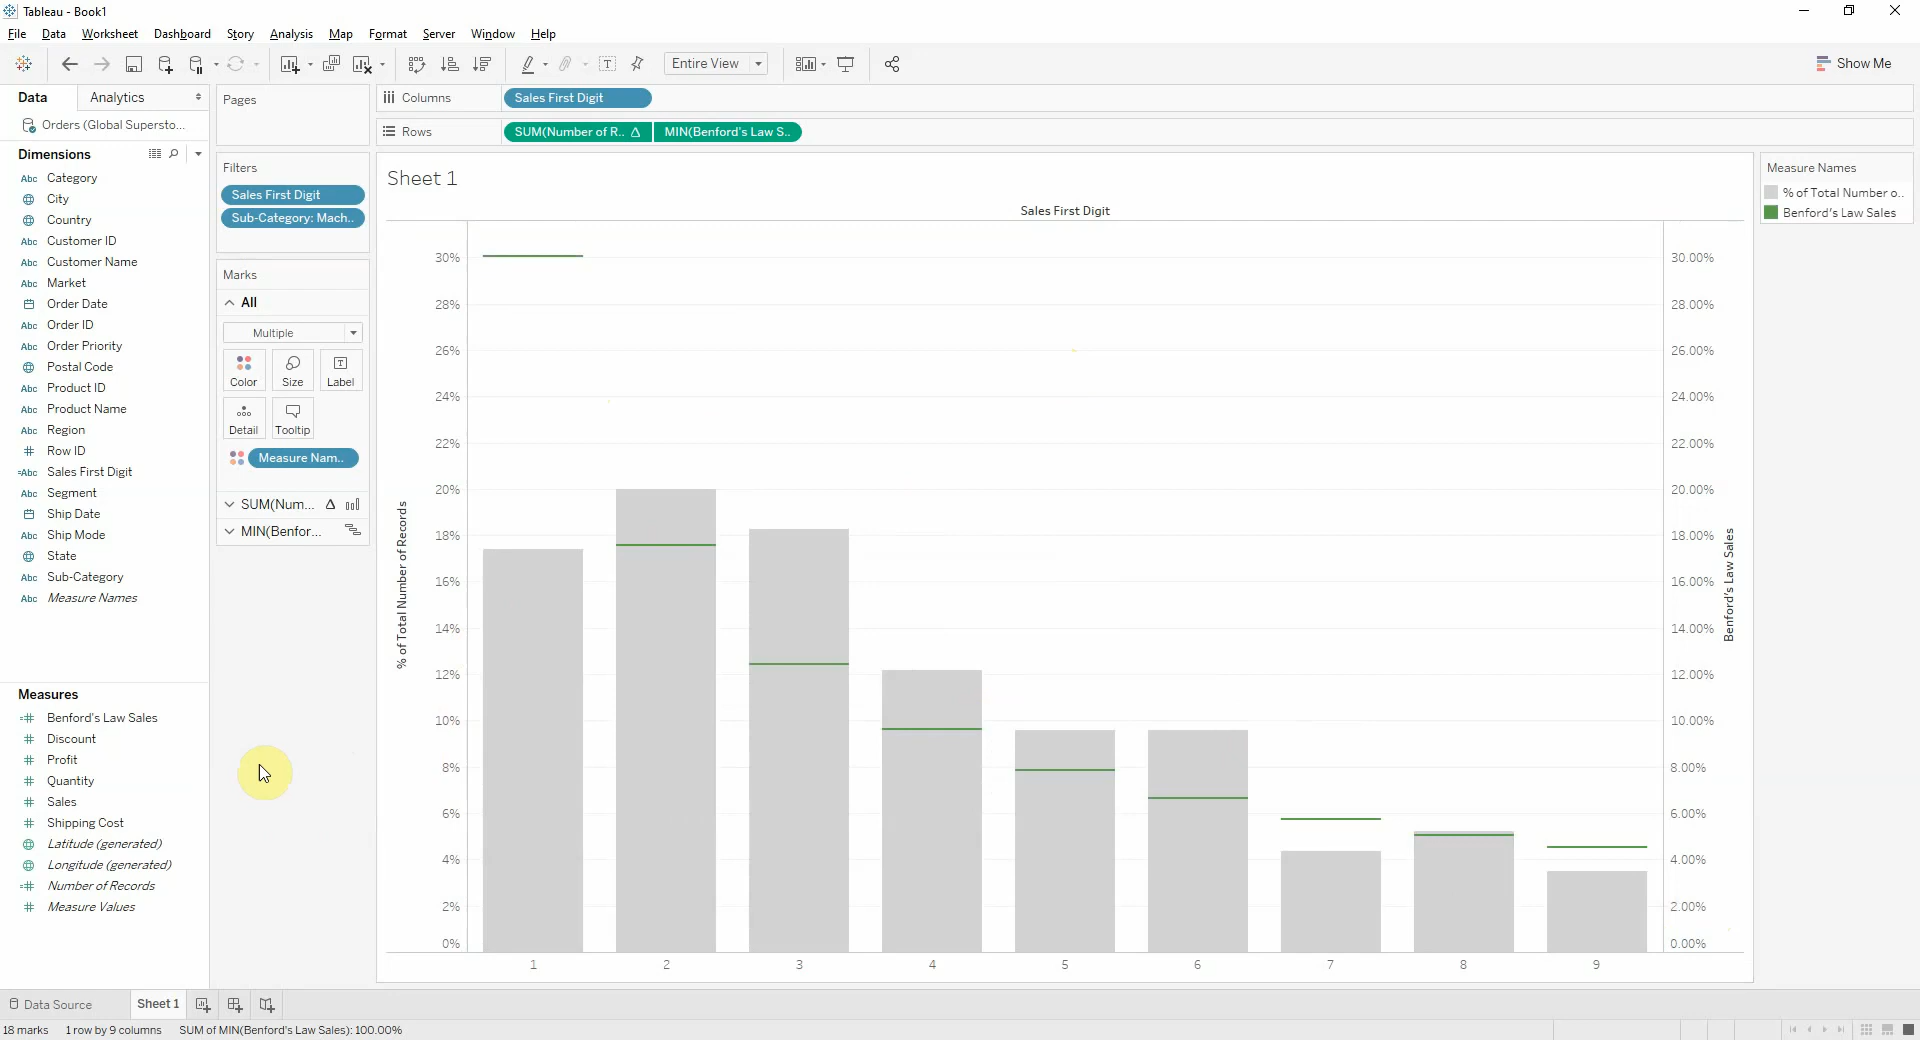 Tableau - Book1
File Data Worksheet Dashboard Story Analysis Map Format Server Window Help
Entire View
Show Me
Data Analytics
Pages
Columns
Sales First Digit
Orders (Global Supersto...
Rows
SUM(Number of R.. Δ MIN(Benford's Law S..
Dimensions
Category
City
Country
Customer ID
Customer Name
Market
Order Date
Order ID
Order Priority
Postal Code
Product ID
Product Name
Region
Row ID
Sales First Digit
Segment
Ship Date
Ship Mode
State
Sub-Category
Measure Names
Measures
Benford's Law Sales
Discount
Profit
Quantity
Sales
Shipping Cost
Latitude (generated)
Longitude (generated)
Number of Records
Measure Values
Filters
Sales First Digit
Sub-Category: Mach..
Marks
All
Multiple
Color Size Label
Detail Tooltip
Measure Nam..
SUM(Num... Δ
MIN(Benfor...
Sheet 1
Sales First Digit
% of Total Number of Records
30%
28%
26%
24%
22%
20%
18%
16%
14%
12%
10%
8%
6%
4%
2%
0%
30.00%
28.00%
26.00%
24.00%
22.00%
20.00%
18.00%
16.00%
14.00%
12.00%
10.00%
8.00%
6.00%
4.00%
2.00%
0.00%
Benford's Law Sales
1 2 3 4 5 6 7 8 9
Measure Names
% of Total Number o..
Benford's Law Sales
Data Source Sheet 1
18 marks 1 row by 9 columns SUM of MIN(Benford's Law Sales): 100.00%